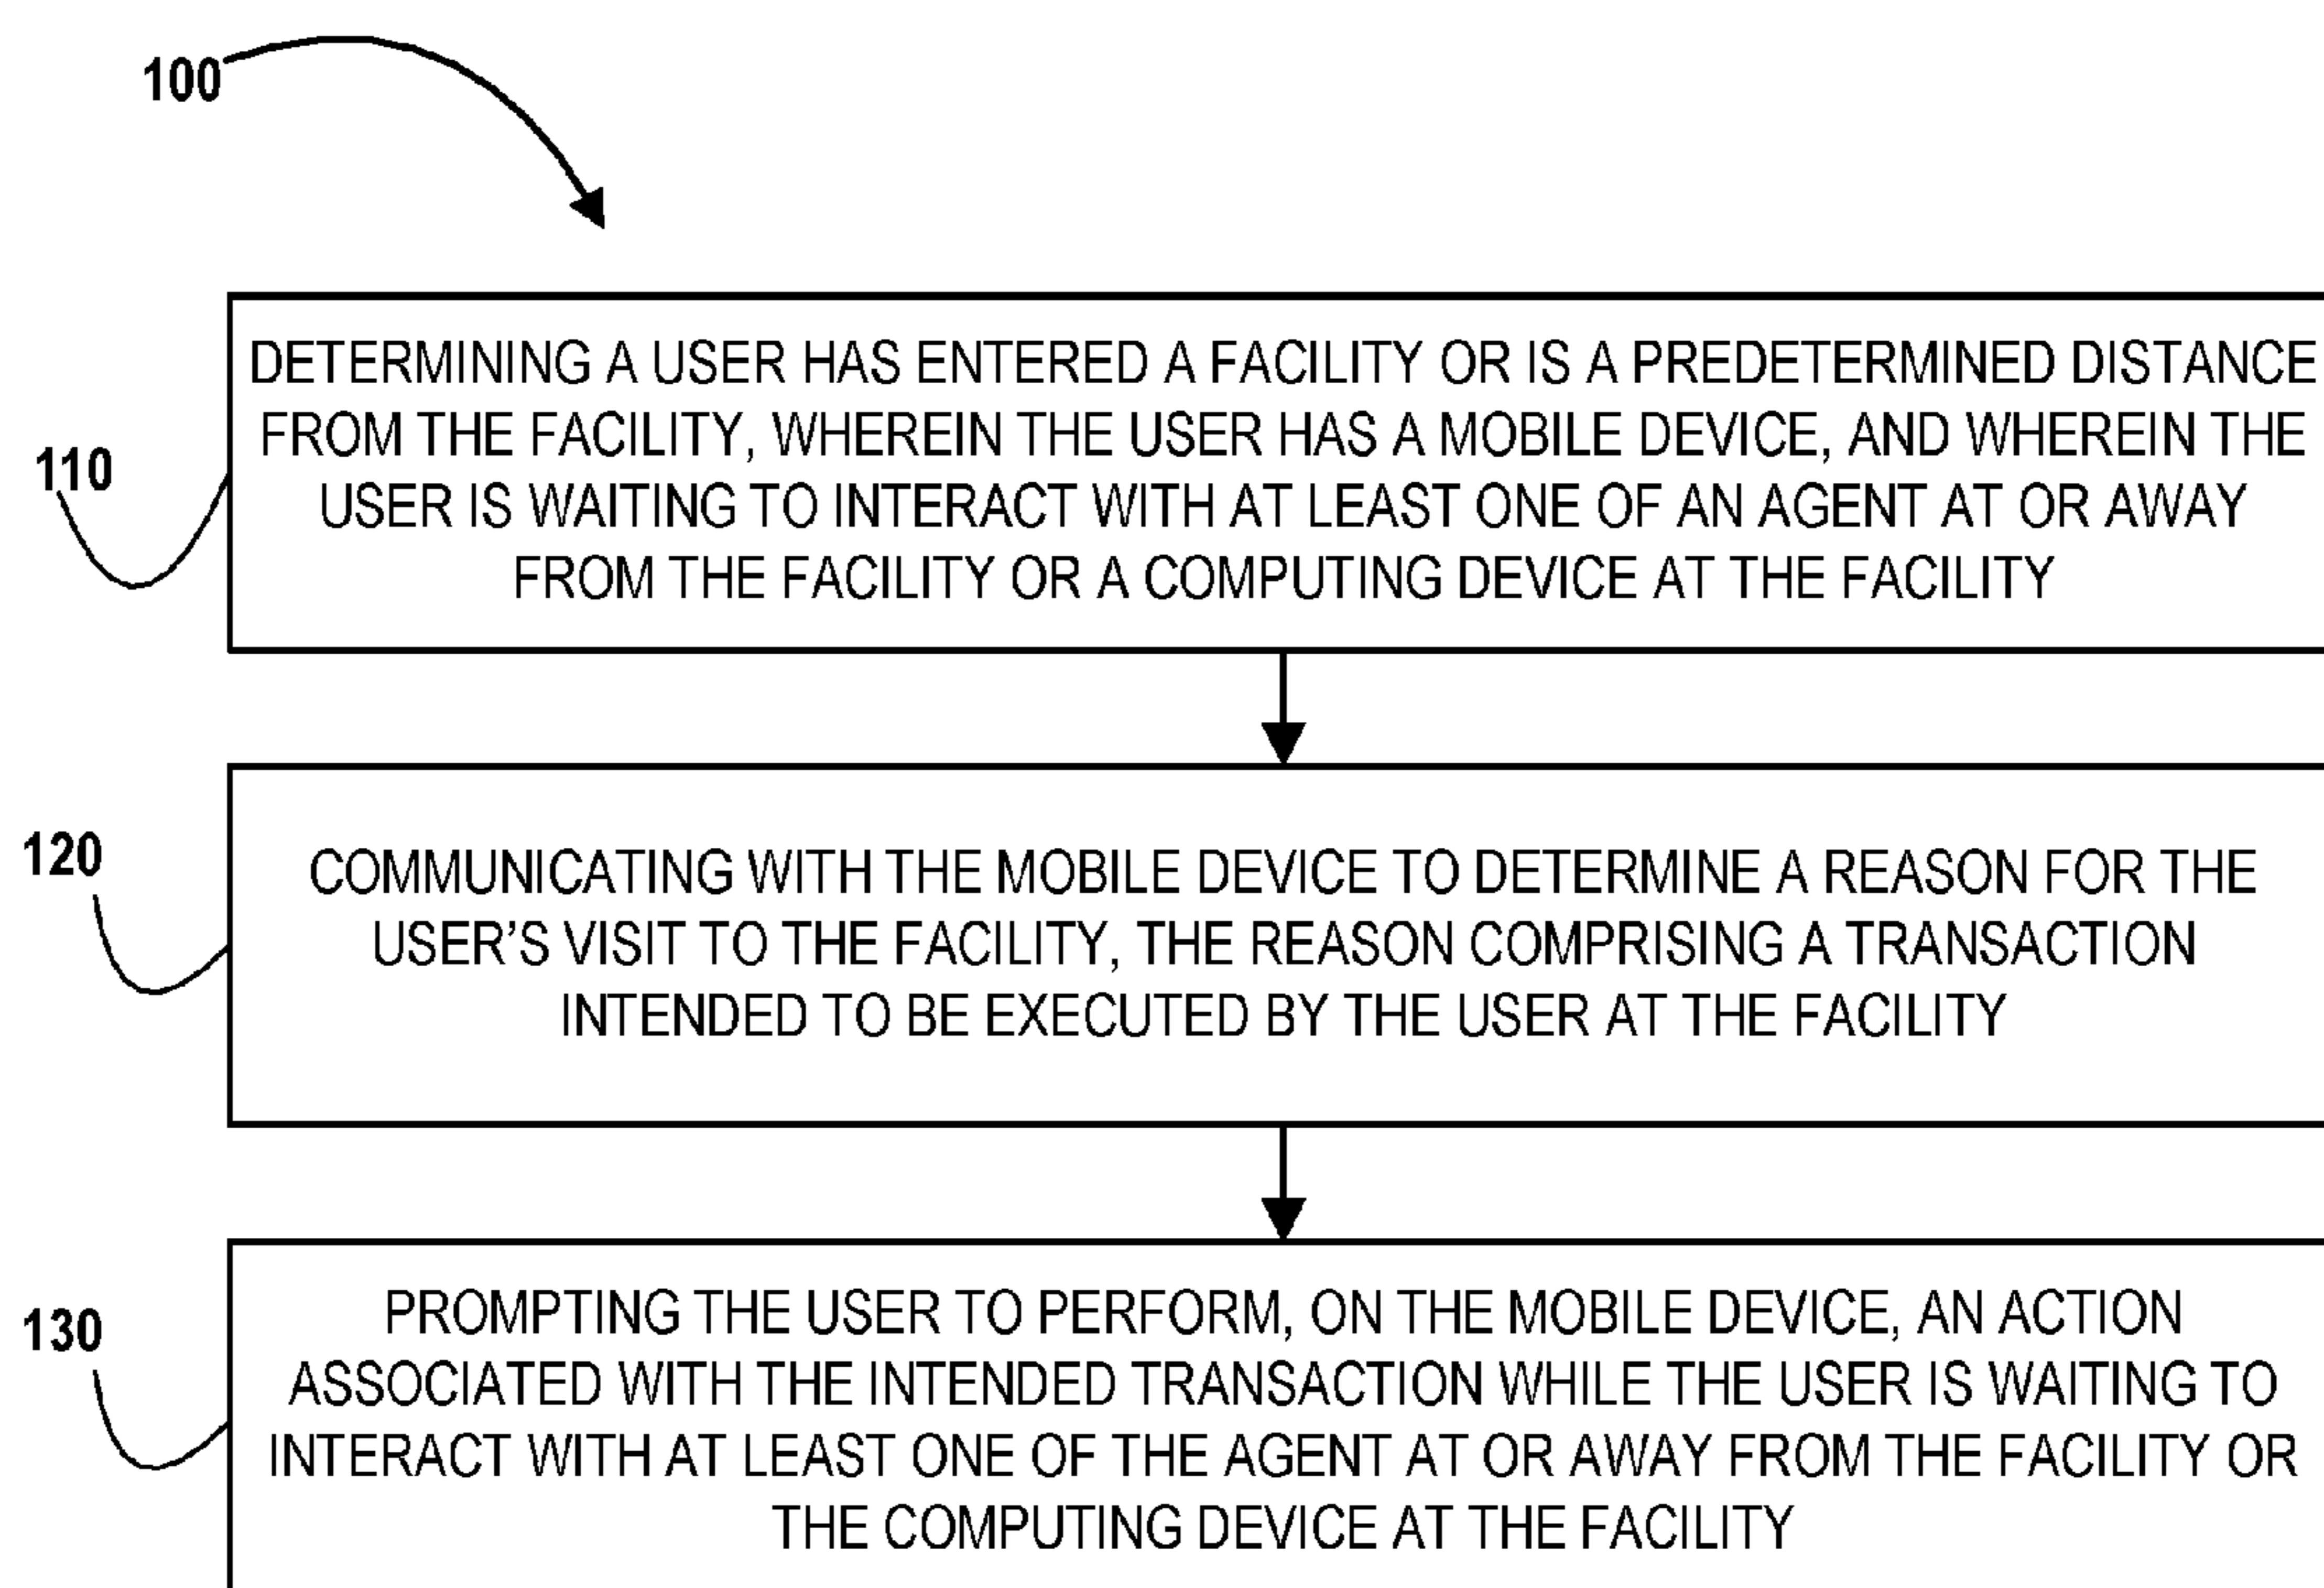 100
110
DETERMINING A USER HAS ENTERED A FACILITY OR IS A PREDETERMINED DISTANCE
FROM THE FACILITY, WHEREIN THE USER HAS A MOBILE DEVICE, AND WHEREIN THE
USER IS WAITING TO INTERACT WITH AT LEAST ONE OF AN AGENT AT OR AWAY
FROM THE FACILITY OR A COMPUTING DEVICE AT THE FACILITY
120
COMMUNICATING WITH THE MOBILE DEVICE TO DETERMINE A REASON FOR THE
USER’S VISIT TO THE FACILITY, THE REASON COMPRISING A TRANSACTION
INTENDED TO BE EXECUTED BY THE USER AT THE FACILITY
130
PROMPTING THE USER TO PERFORM, ON THE MOBILE DEVICE, AN ACTION
ASSOCIATED WITH THE INTENDED TRANSACTION WHILE THE USER IS WAITING TO
INTERACT WITH AT LEAST ONE OF THE AGENT AT OR AWAY FROM THE FACILITY OR
THE COMPUTING DEVICE AT THE FACILITY